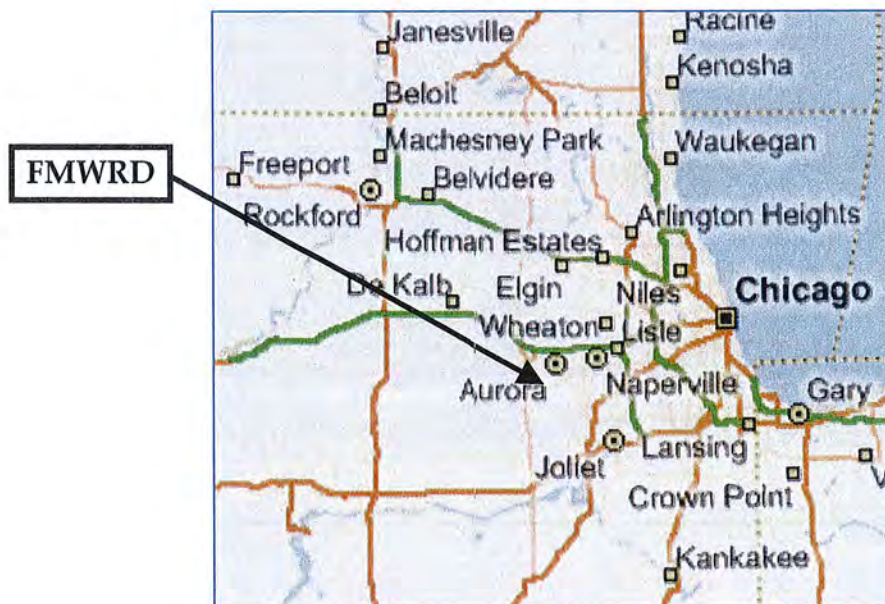 Racine
Janesville
Kenosha
Beloit
Machesney Park
Waukegan
FMWRD
Freeport
Belvidere
Rockford
Arlington Heights
Hoffman Estates
De Kalb
Elgin
Niles
Chicago
Wheaton
Lisle
Aurora
Naperville
Gary
Lansing
Joliet
V
Crown Point
Kankakee